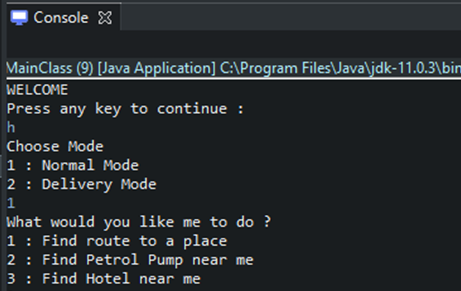 Console
MainClass (9) [Java Application] C:\Program Files\Java\jdk-11.0.3\bin
WELCOME
Press any key to continue :
h
Choose Mode
1 : Normal Mode
2 : Delivery Mode
1
What would you like me to do ?
1 : Find route to a place
2 : Find Petrol Pump near me
3 : Find Hotel near me